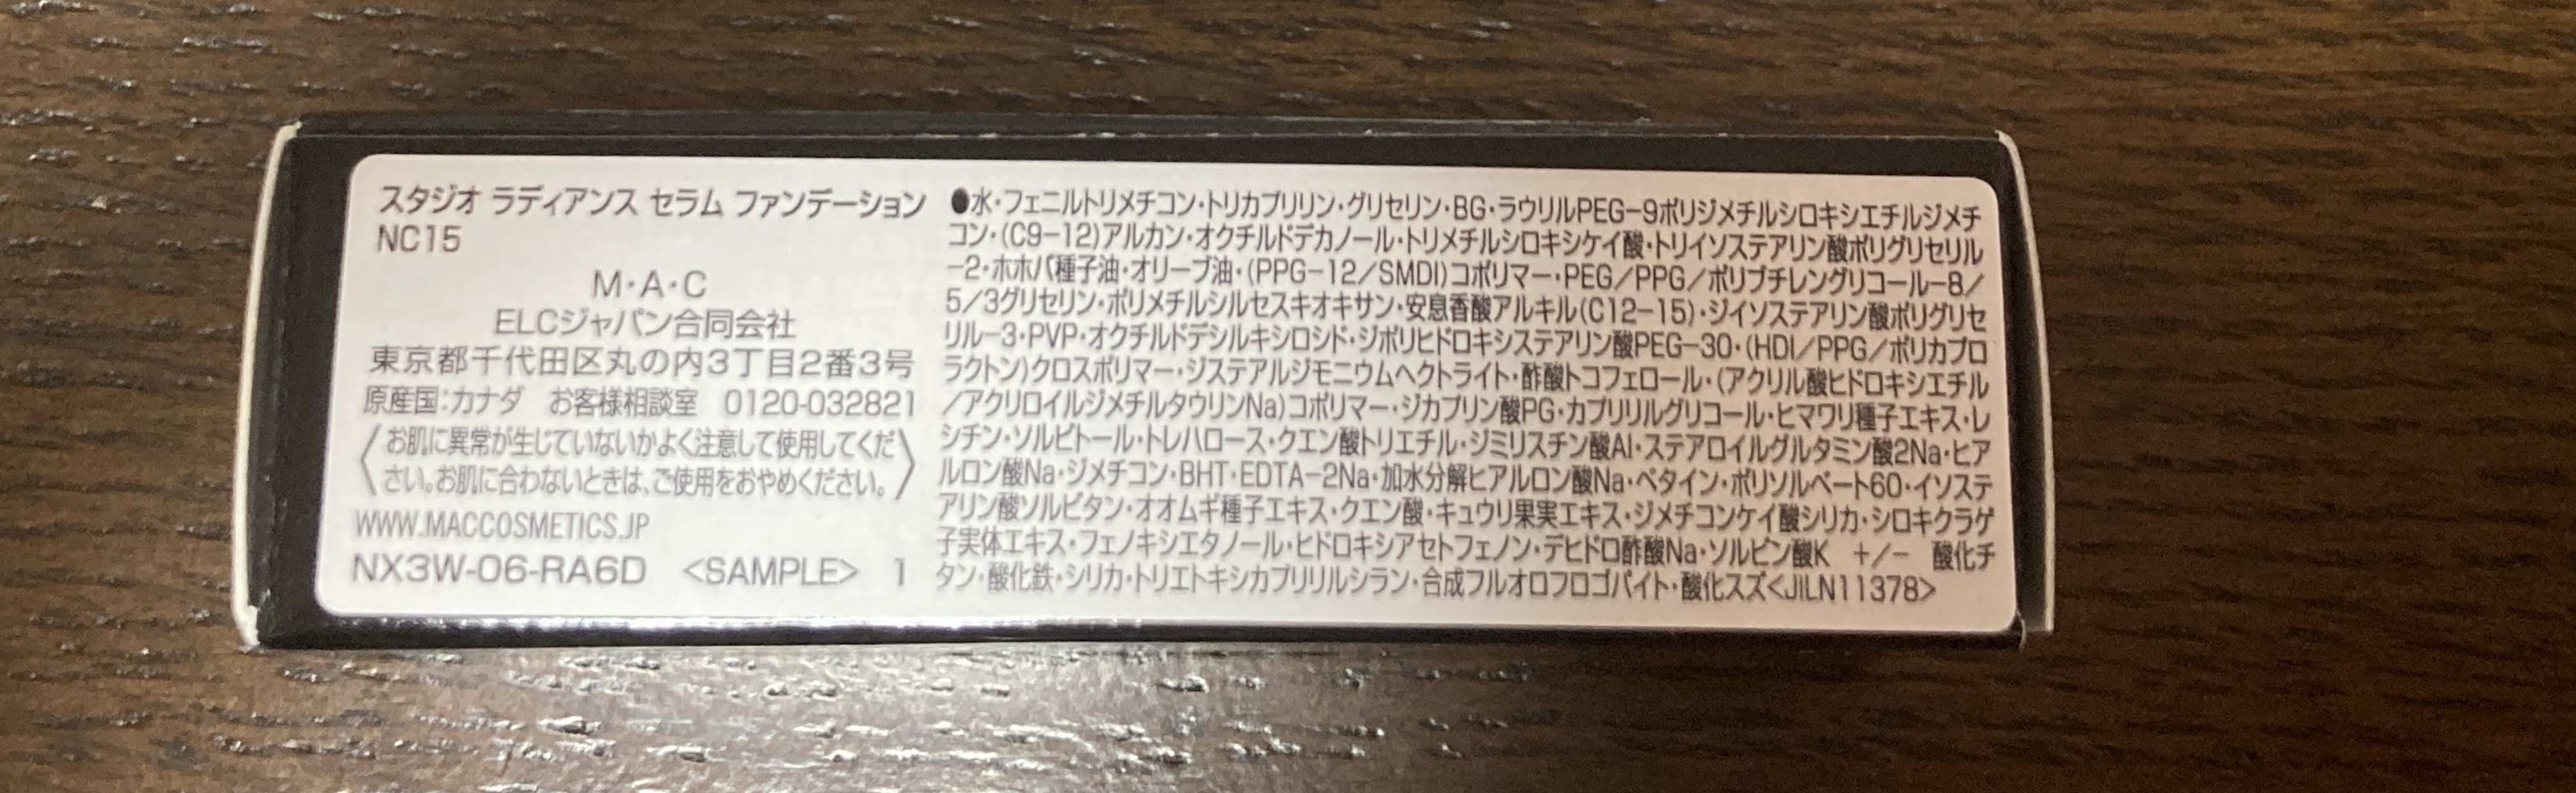 スタジオ ラディアンス セラム ファンデーション
NC15
M・A・C
ELCジャパン合同会社
東京都千代田区丸の内3丁目2番3号
原産国:カナダ　お客様相談室　0120-032821
お肌に異常が生じていないかよく注意して使用してくだ
さい。お肌に合わないときは、ご使用をおやめください。
WWW.MACCOSMETICS.JP
NX3W-06-RA6D　<SAMPLE>　1
●水・フェニルトリメチコン・トリカプリリン・グリセリン・BG・ラウリルPEG-9ポリジメチルシロキシエチルジメチ
コン・(C9-12)アルカン・オクチルドデカノール・トリメチルシロキシケイ酸・トリイソステアリン酸ポリグリセリル
-2・ホホバ種子油・オリーブ油・(PPG-12/SMDI)コポリマー・PEG/PPG/ポリブチレングリコール-8/
5/3グリセリン・ポリメチルシルセスキオキサン・安息香酸アルキル(C12-15)・ジイソステアリン酸ポリグリセ
リル-3・PVP・オクチルドデシルキシロシド・ジポリヒドロキシステアリン酸PEG-30・(HDI/PPG/ポリカプロ
ラクトン)クロスポリマー・ジステアルジモニウムヘクトライト・酢酸トコフェロール・(アクリル酸ヒドロキシエチル
/アクリロイルジメチルタウリンNa)コポリマー・ジカプリン酸PG・カプリリルグリコール・ヒマワリ種子エキス・レ
シチン・ソルビトール・トレハロース・クエン酸トリエチル・ジミリスチン酸Al・ステアロイルグルタミン酸2Na・ヒア
ルロン酸Na・ジメチコン・BHT・EDTA-2Na・加水分解ヒアルロン酸Na・ベタイン・ポリソルベート60・イソステ
アリン酸ソルビタン・オオムギ種子エキス・クエン酸・キュウリ果実エキス・ジメチコンケイ酸シリカ・シロキクラゲ
子実体エキス・フェノキシエタノール・ヒドロキシアセトフェノン・デヒドロ酢酸Na・ソルビン酸K　+/-　酸化チ
タン・酸化鉄・シリカ・トリエトキシカプリリルシラン・合成フルオロフロゴパイト・酸化スズ<JILN11378>